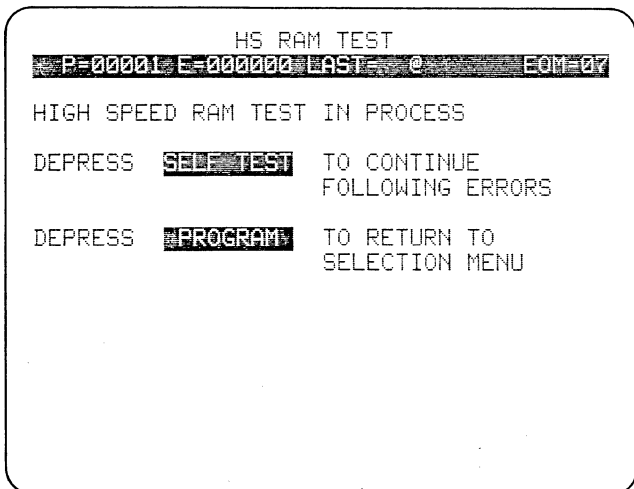 HS RAM TEST
P=00001 E=000000 LAST= @ EOM=07
HIGH SPEED RAM TEST IN PROCESS
DEPRESS SELF TEST TO CONTINUE
FOLLOWING ERRORS
DEPRESS PROGRAM TO RETURN TO
SELECTION MENU